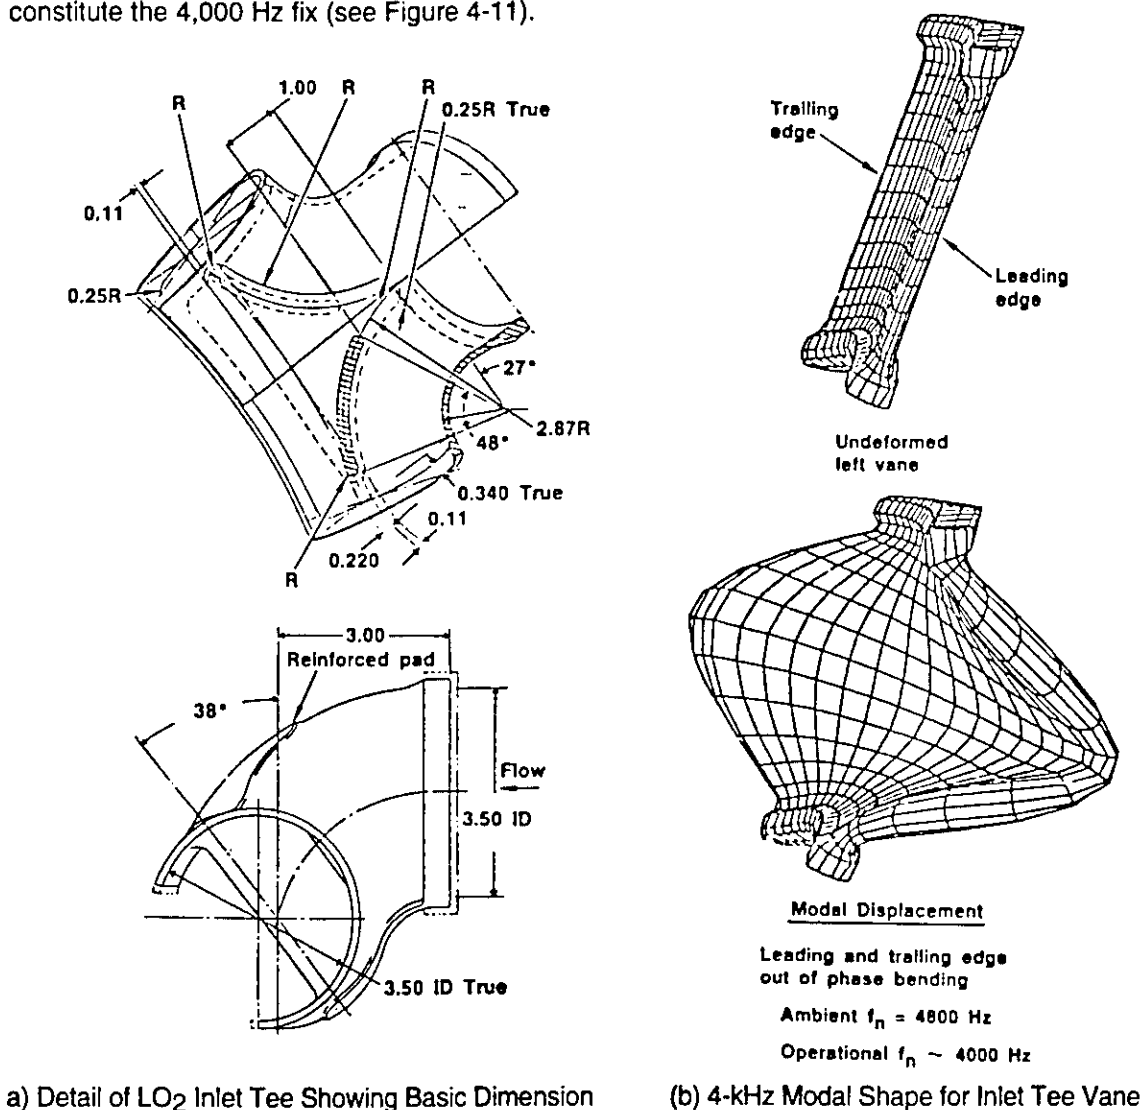 constitute the 4,000 Hz fix (see Figure 4-11).
1.00
R
R
R
0.25R True
0.11
0.25R
27°
2.87R
48°
0.340 True
0.11
0.220
R
3.00
Reinforced pad
38°
Flow
3.50 ID
3.50 ID True
a) Detail of LO2 Inlet Tee Showing Basic Dimension
Trailing
edge
Leading
edge
Undeformed
left vane
Modal Displacement
Leading and trailing edge
out of phase bending
Ambient fn = 4800 Hz
Operational fn ~ 4000 Hz
(b) 4-kHz Modal Shape for Inlet Tee Vane